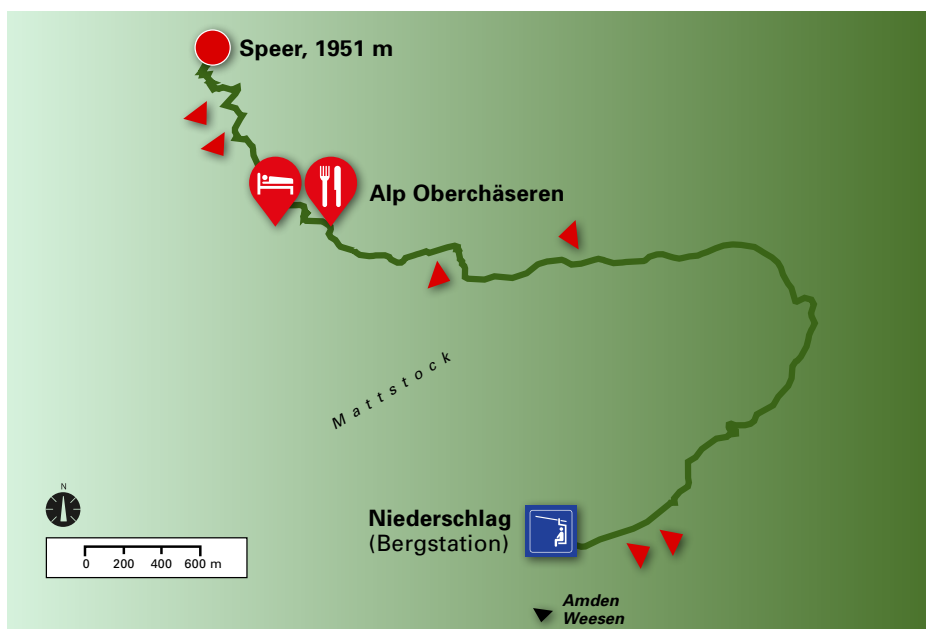 Speer, 1951 m
Alp Oberchäseren
Mattstock
N
0 200 400 600 m
Niederschlag
(Bergstation)
Amden
Weesen